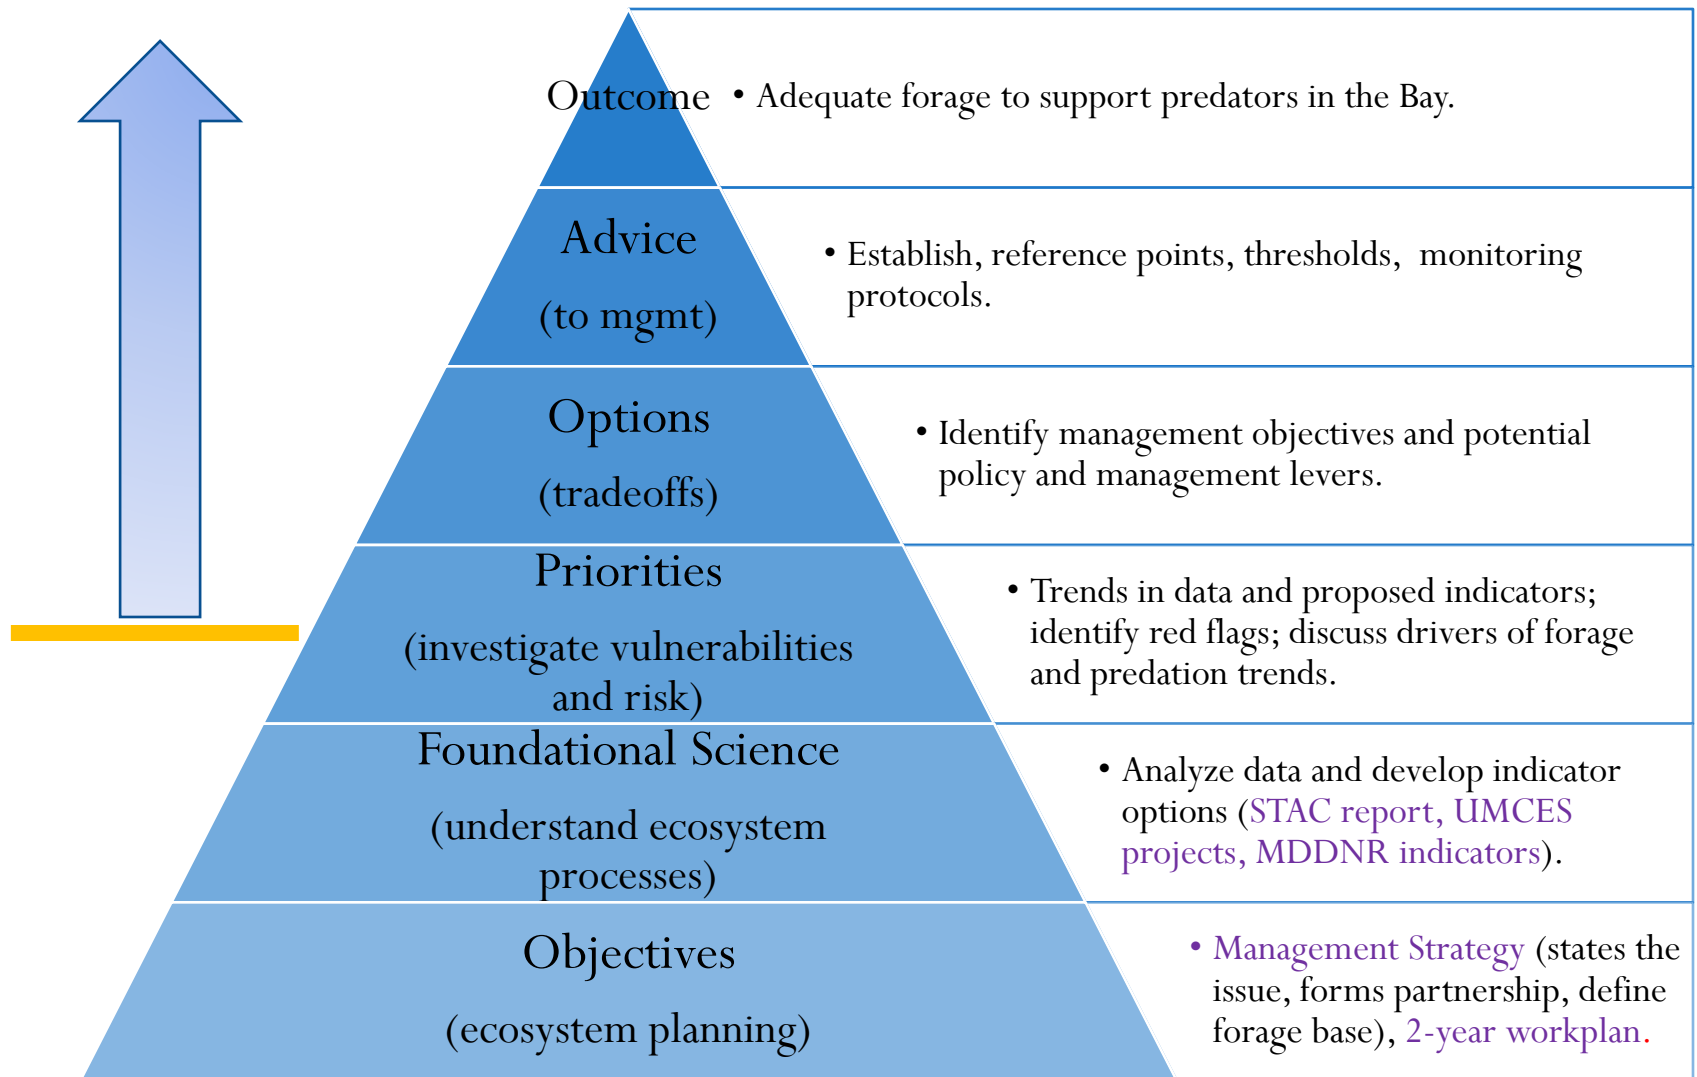 Outcome
• Adequate forage to support predators in the Bay.
Advice
(to mgmt)
• Establish, reference points, thresholds,  monitoring
protocols.
Options
(tradeoffs)
• Identify management objectives and potential
policy and management levers.
Priorities
(investigate vulnerabilities
and risk)
• Trends in data and proposed indicators;
identify red flags; discuss drivers of forage
and predation trends.
Foundational Science
(understand ecosystem
processes)
• Analyze data and develop indicator
options (STAC report, UMCES
projects, MDDNR indicators).
Objectives
(ecosystem planning)
• Management Strategy (states the
issue, forms partnership, define
forage base), 2-year workplan.